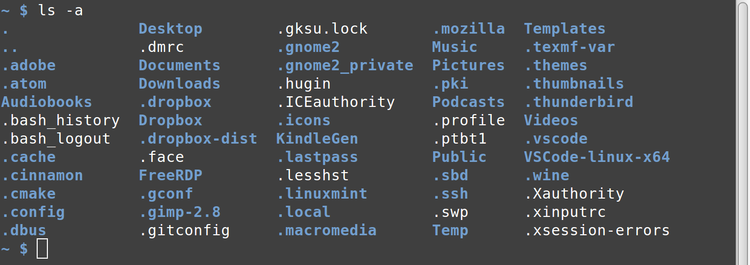 ~ $ ls -a
. Desktop .gksu.lock .mozilla Templates
.. .dmrc .gnome2 Music .texmf-var
.adobe Documents .gnome2_private Pictures .themes
.atom Downloads .hugin .pki .thumbnails
Audiobooks .dropbox .ICEauthority Podcasts .thunderbird
.bash_history Dropbox .icons .profile Videos
.bash_logout .dropbox-dist KindleGen .ptbt1 .vscode
.cache .face .lastpass Public VSCode-linux-x64
.cinnamon FreeRDP .lesshst .sbd .wine
.cmake .gconf .linuxmint .ssh .Xauthority
.config .gimp-2.8 .local .swp .xinputrc
.dbus .gitconfig .macromedia Temp .xsession-errors
~ $